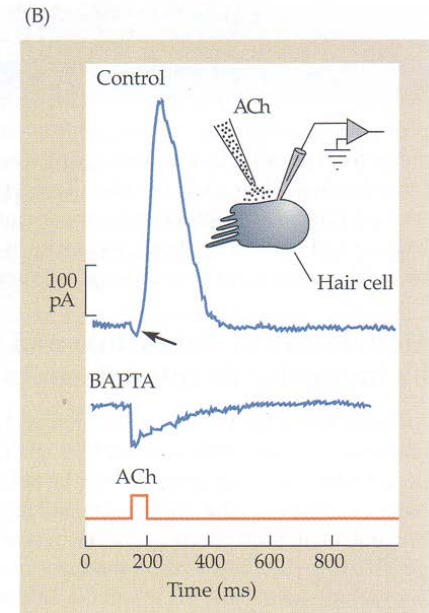 (B)
Control
ACh
Hair cell
100
pA
BAPTA
ACh
0 200 400 600 800
Time (ms)